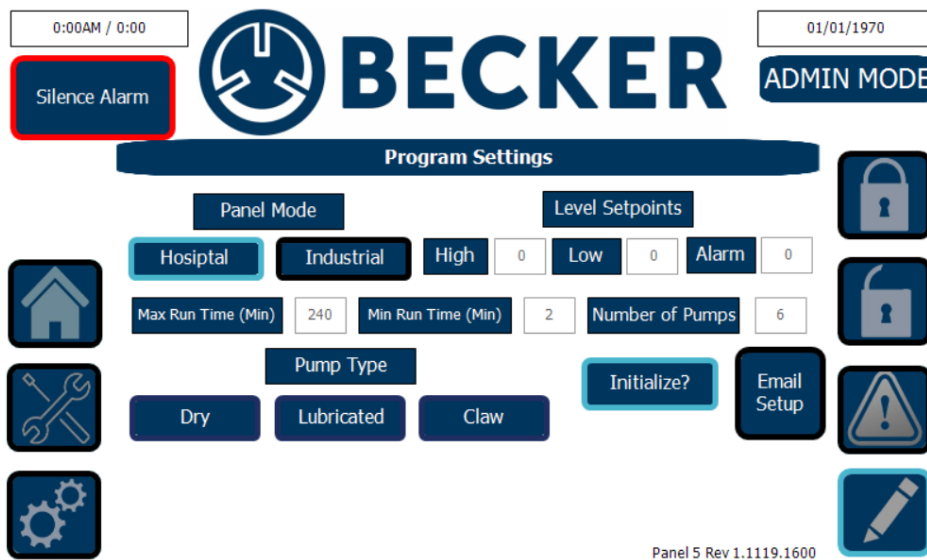 0:00AM / 0:00
BECKER
01/01/1970
Silence Alarm
ADMIN MODE
Program Settings
Panel Mode
Level Setpoints
Hosiptal
Industrial
High 0
Low 0
Alarm 0
Max Run Time (Min) 240
Min Run Time (Min) 2
Number of Pumps 6
Pump Type
Initialize?
Email
Setup
Dry
Lubricated
Claw
Panel 5 Rev 1.1119.1600